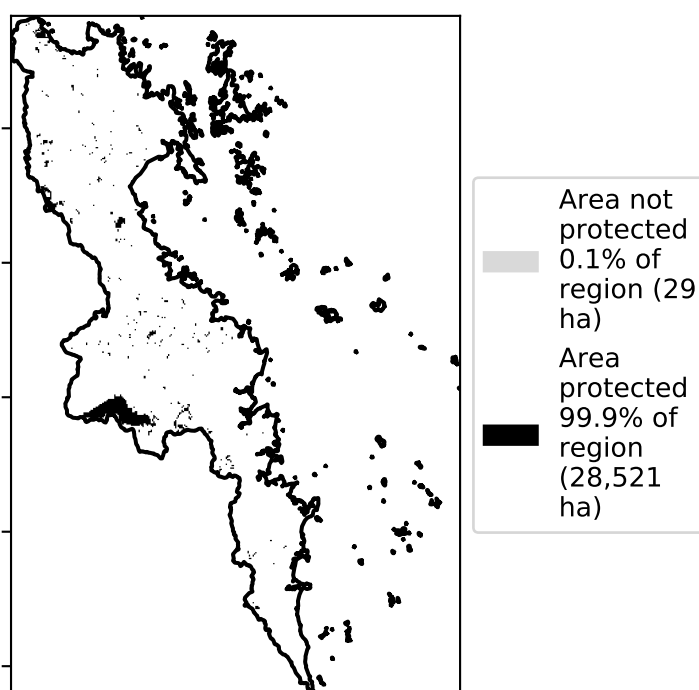 Area not
protected
0.1% of
region (29
ha)
Area
protected
99.9% of
region
(28,521
ha)